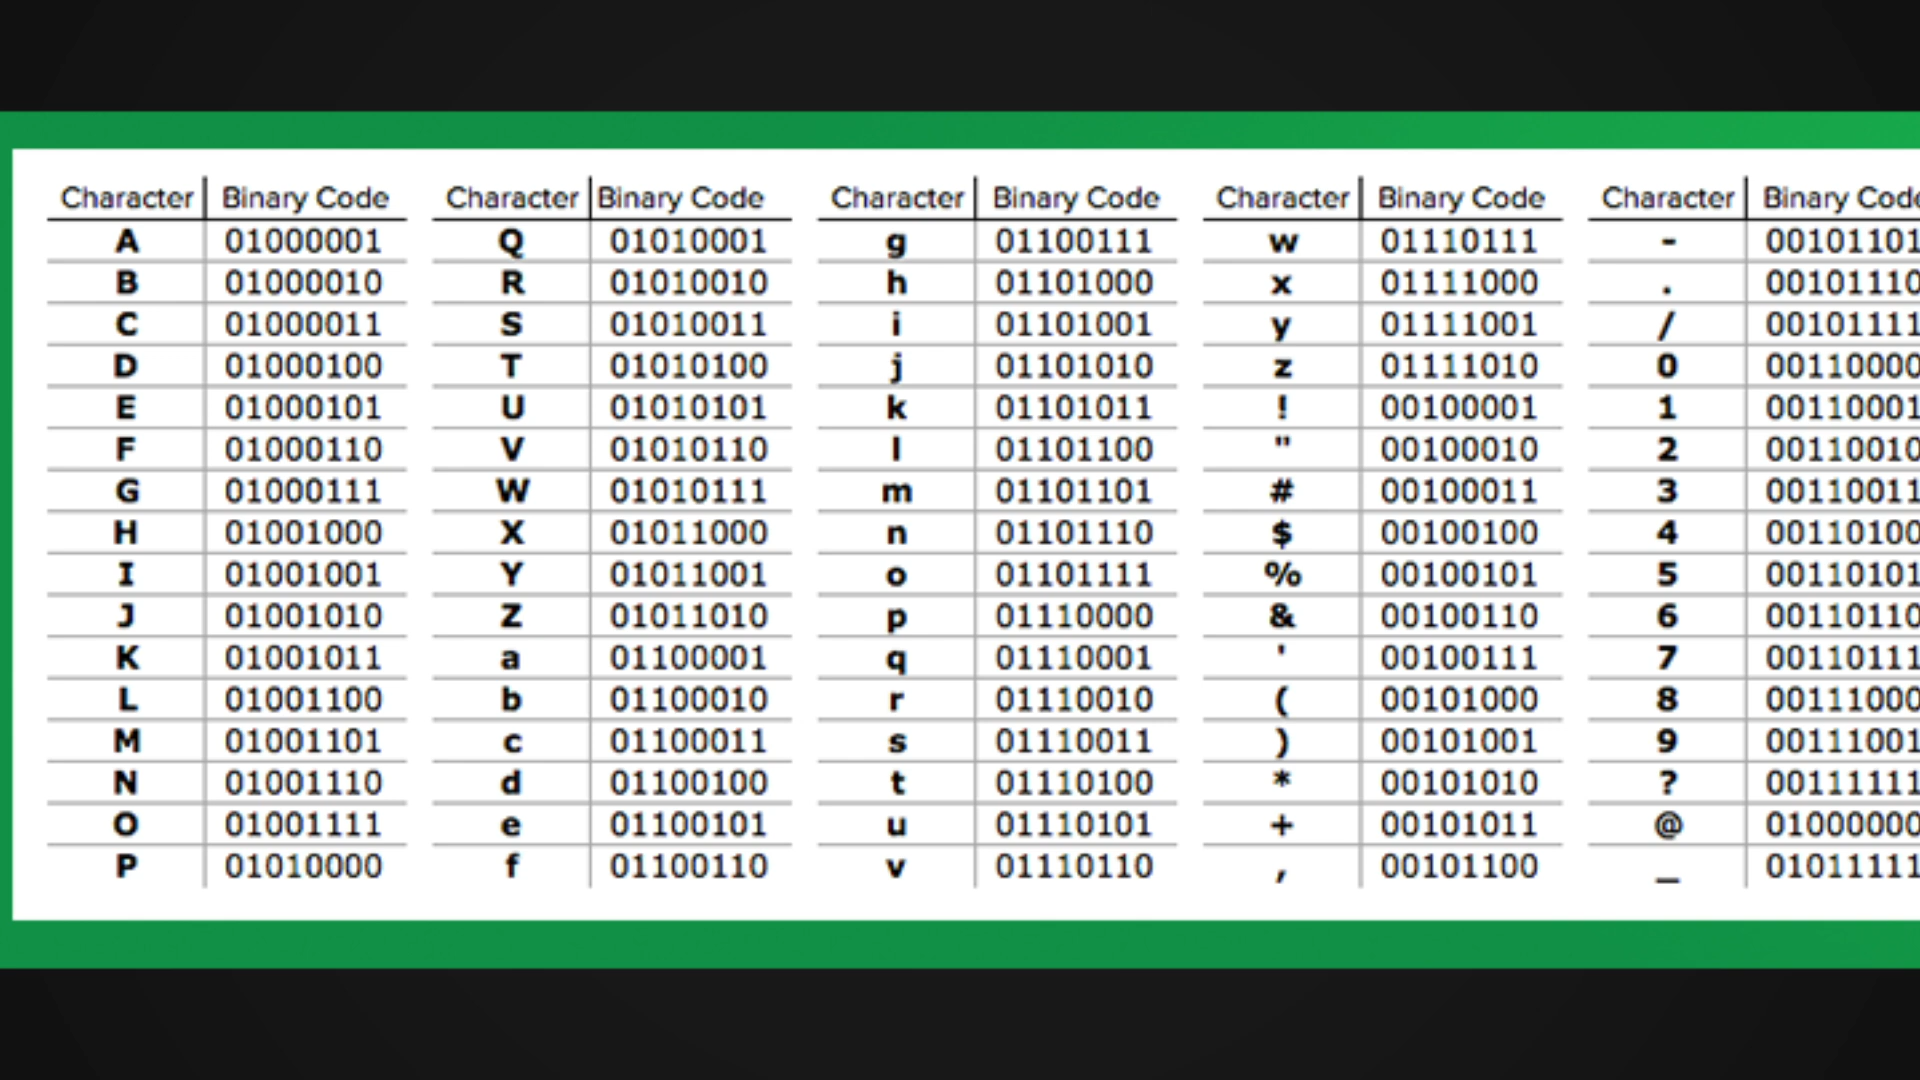 Character Binary Code Character Binary Code Character Binary Code Character Binary Code Character Binary Code
A 01000001 Q 01010001 g 01100111 w 01110111 - 00101101
B 01000010 R 01010010 h 01101000 x 01111000 . 00101110
C 01000011 S 01010011 i 01101001 y 01111001 / 00101111
D 01000100 T 01010100 j 01101010 z 01111010 0 00110000
E 01000101 U 01010101 k 01101011 ! 00100001 1 00110001
F 01000110 V 01010110 l 01101100 " 00100010 2 00110010
G 01000111 W 01010111 m 01101101 # 00100011 3 00110011
H 01001000 X 01011000 n 01101110 $ 00100100 4 00110100
I 01001001 Y 01011001 o 01101111 % 00100101 5 00110101
J 01001010 Z 01011010 p 01110000 & 00100110 6 00110110
K 01001011 a 01100001 q 01110001 ' 00100111 7 00110111
L 01001100 b 01100010 r 01110010 ( 00101000 8 00111000
M 01001101 c 01100011 s 01110011 ) 00101001 9 00111001
N 01001110 d 01100100 t 01110100 * 00101010 ? 00111111
O 01001111 e 01100101 u 01110101 + 00101011 @ 01000000
P 01010000 f 01100110 v 01110110 , 00101100 _ 01011111